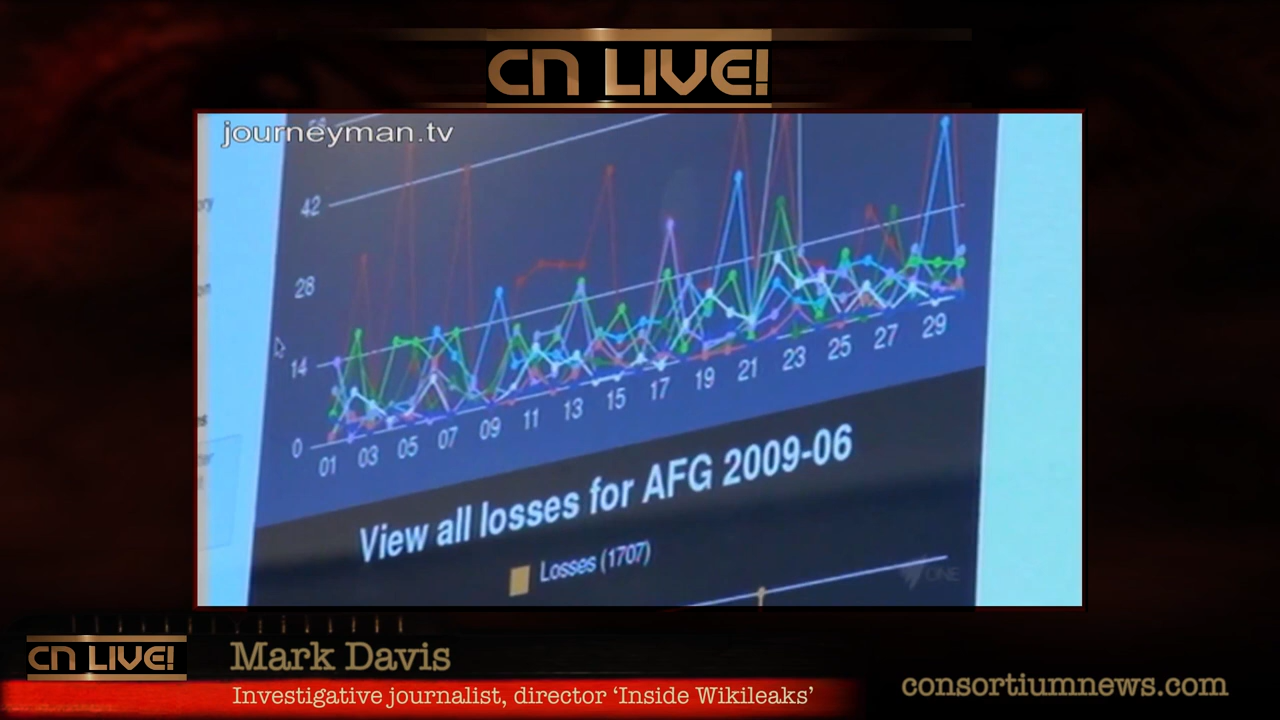 CN LIVE!
journeyman.tv
42
28
14
0
01 03 05 07 09 11 13 15 17 19 21 23 25 27 29
View all losses for AFG 2009-06
Losses (1707)
ONE
CN LIVE!
Mark Davis
Investigative journalist, director ‘Inside Wikileaks’
consortiumnews.com